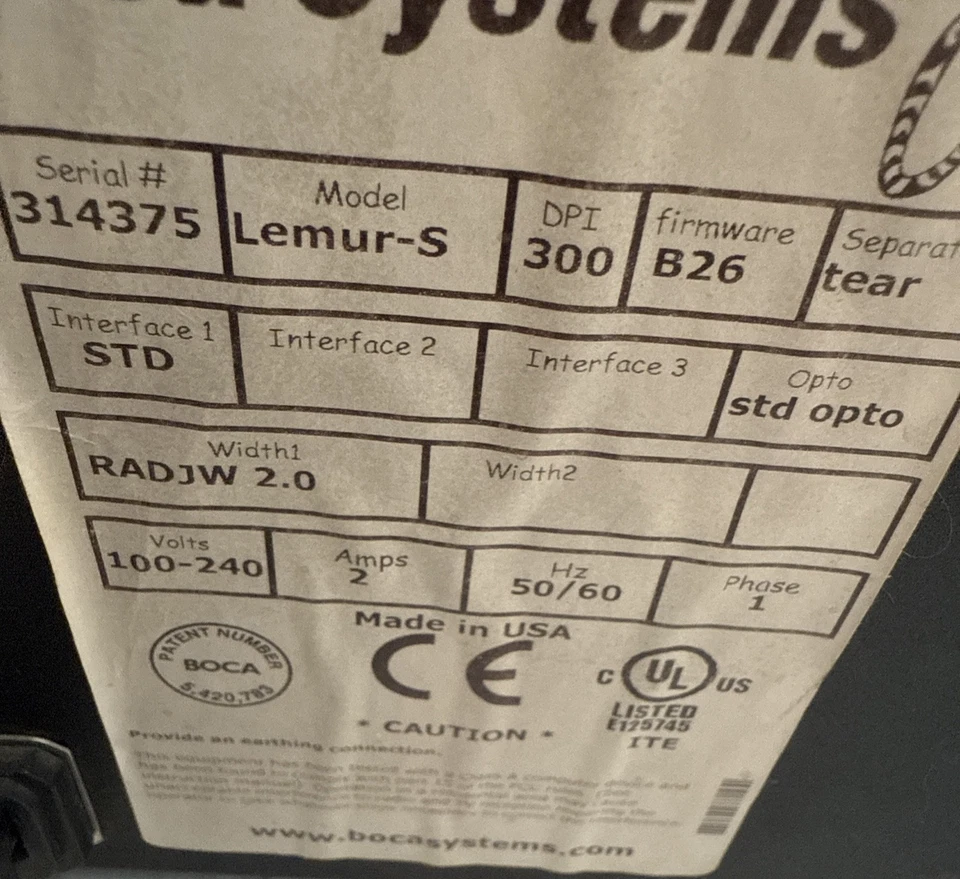 Systems
Serial # Model DPI firmware Separat
314375 Lemur-S 300 B26 tear
Interface 1 Interface 2 Interface 3 Opto
STD std opto
Width1 Width2
RADJW 2.0
Volts Amps Hz Phase
100-240 2 50/60 1
Made in USA
PATENT NUMBER
BOCA
5,420,783
CE
C UL US
LISTED
E125745
ITE
* CAUTION *
Provide an earthing connection.
www.bocasystems.com